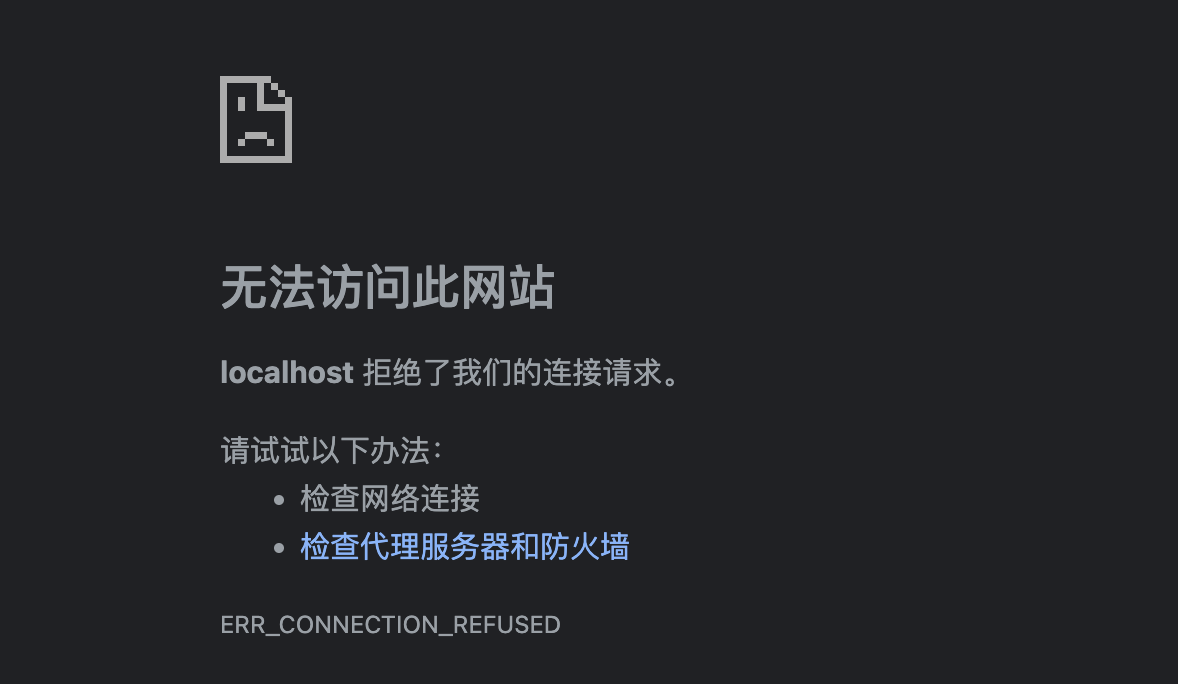 无法访问此网站
localhost 拒绝了我们的连接请求。
请试试以下办法：
• 检查网络连接
• 检查代理服务器和防火墙
ERR_CONNECTION_REFUSED